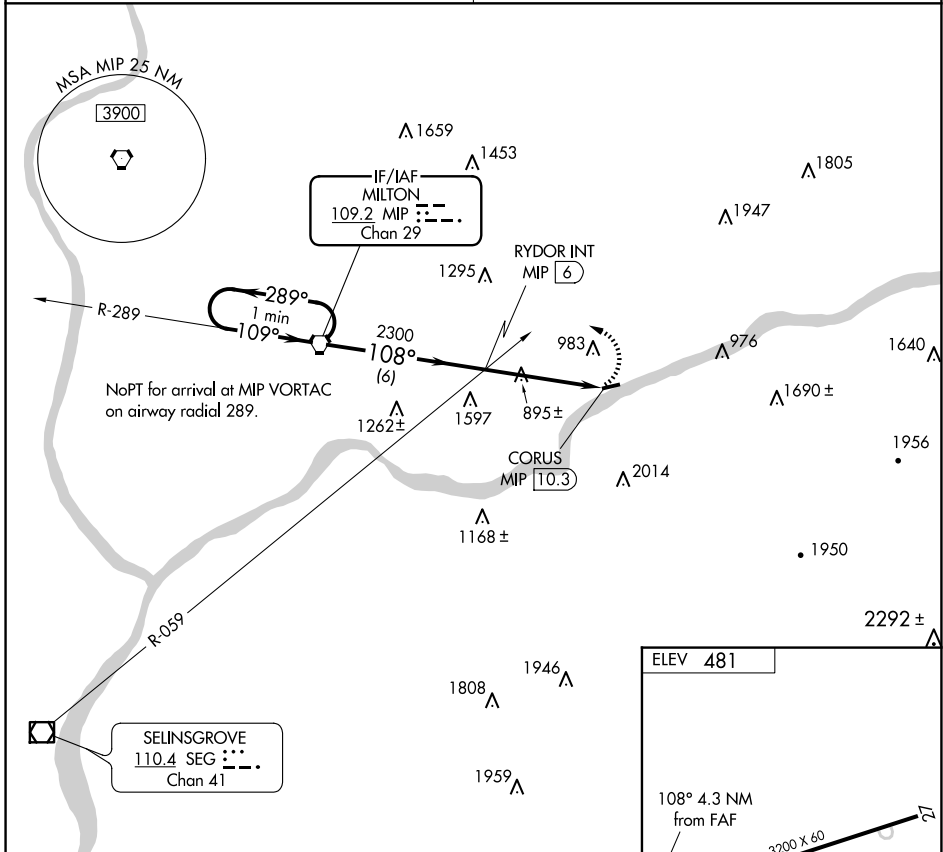 MSA MIP 25 NM
3900
1659
1453
1805
1947
IF/IAF
MILTON
109.2 MIP
Chan 29
RYDOR INT
MIP 6
1295
R-289
289°
1 min
109°
2300
108°
(6)
983
976
1640
NoPT for arrival at MIP VORTAC
on airway radial 289.
1262±
1597
895±
1690±
CORUS
MIP 10.3
1956
2014
1168±
1950
R-059
2292±
ELEV 481
1946
1808
SELINSGROVE
110.4 SEG
Chan 41
1959
108° 4.3 NM
from FAF
3200 X 60
27